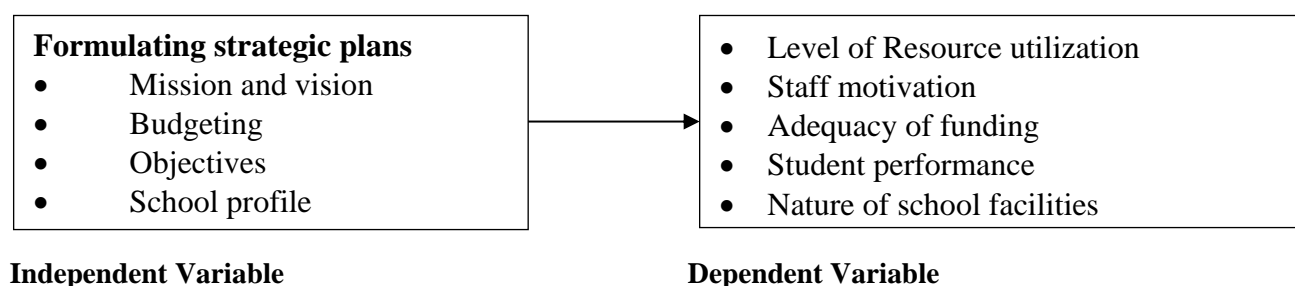 Formulating strategic plans
• Mission and vision
• Budgeting
• Objectives
• School profile
• Level of Resource utilization
• Staff motivation
• Adequacy of funding
• Student performance
• Nature of school facilities
Independent Variable
Dependent Variable